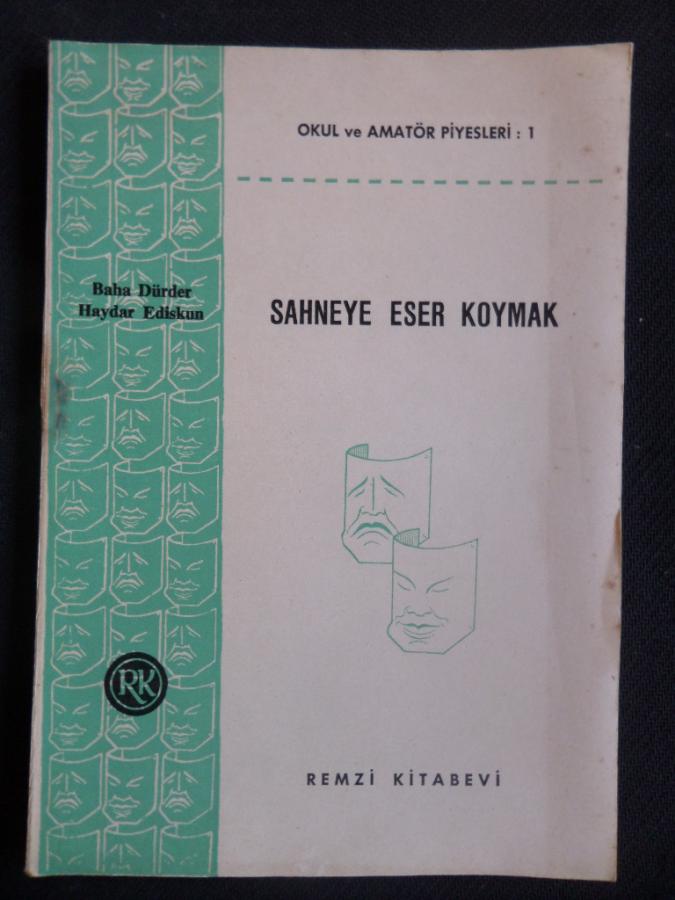 OKUL ve AMATÖR PİYESLERİ : 1
Baha Dürder
Haydar Ediskun
SAHNEYE ESER KOYMAK
RK
REMZİ KİTABEVİ